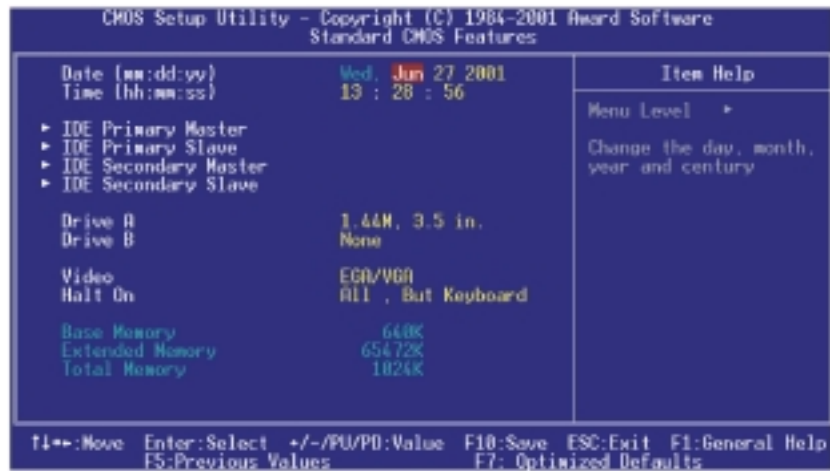 CMOS Setup Utility – Copyright (C) 1984-2001 Award Software
Standard CMOS Features
Date (mm:dd:yy) Wed, Jun 27 2001
Time (hh:mm:ss) 13 : 28 : 56
► IDE Primary Master
► IDE Primary Slave
► IDE Secondary Master
► IDE Secondary Slave
Drive A 1.44M, 3.5 in.
Drive B None
Video EGA/VGA
Halt On All , But Keyboard
Base Memory 640K
Extended Memory 65472K
Total Memory 1024K
Item Help
Menu Level ►
Change the day, month,
year and century
↑↓→←:Move Enter:Select +/-/PU/PD:Value F10:Save ESC:Exit F1:General Help
F5:Previous Values F7: Optimized Defaults